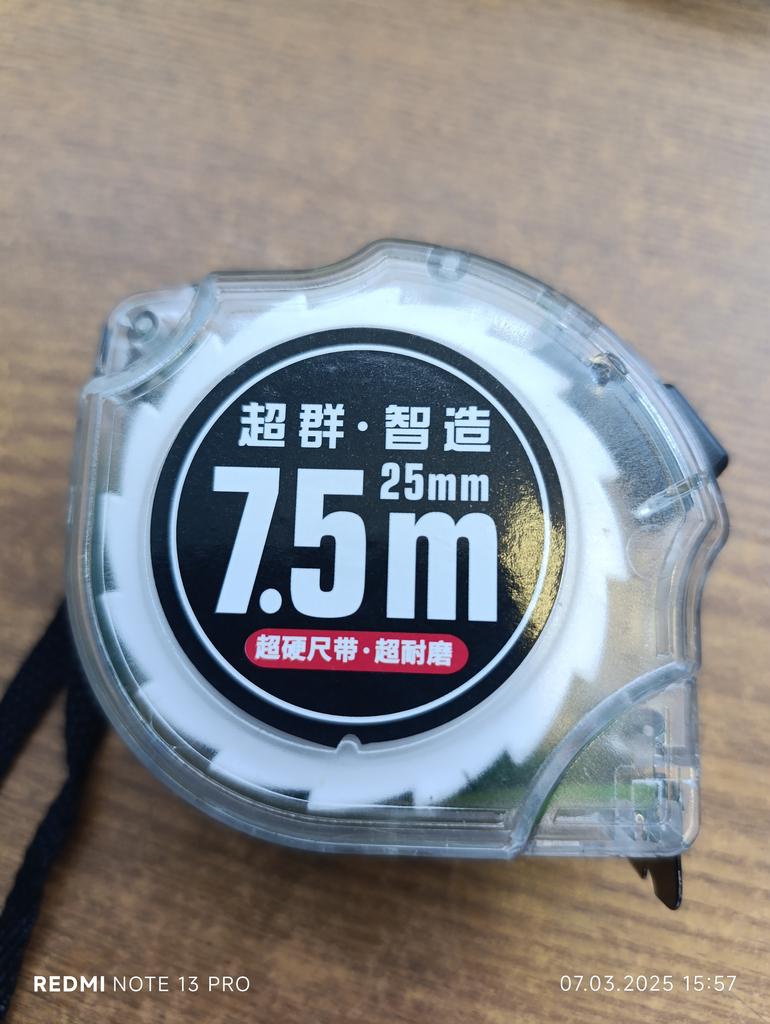 超群·智造
25mm
7.5m
超硬尺带·超耐磨
REDMI NOTE 13 PRO
07.03.2025 15:57